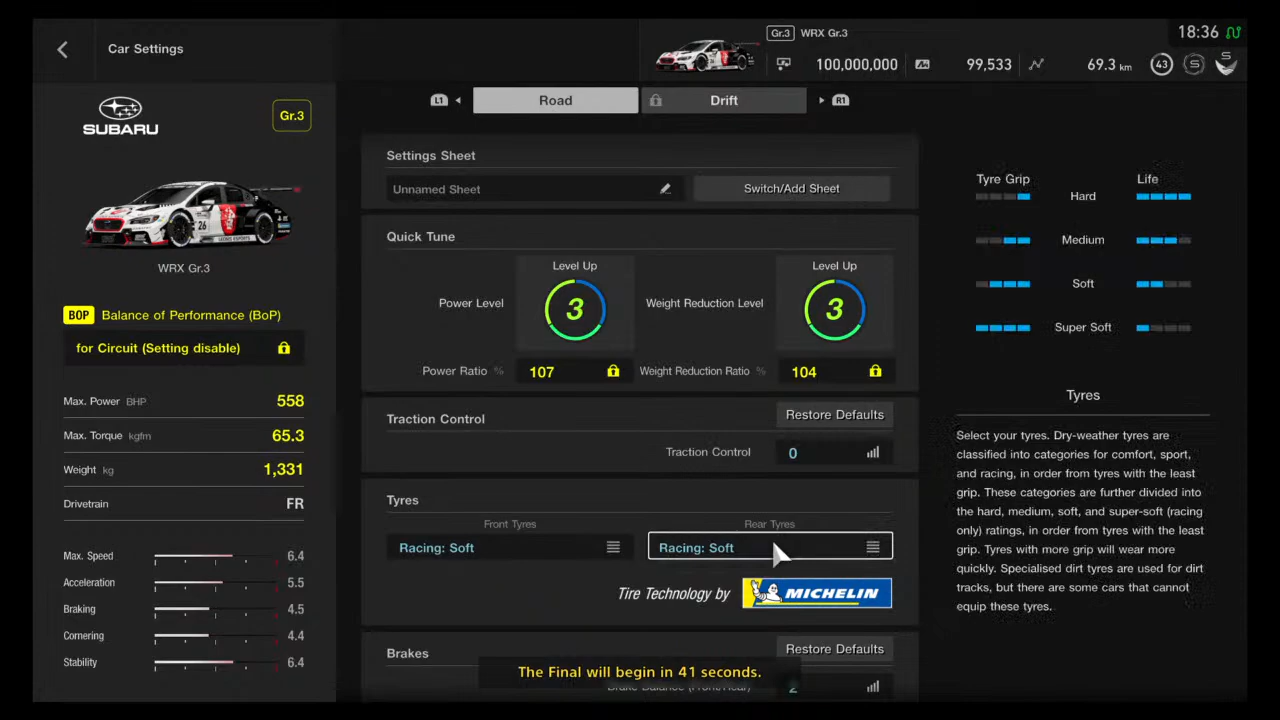 Car Settings
Gr.3 WRX Gr.3
100,000,000
99,533
69.3 km
43
S
S
18:36
L1 Road Drift R1
SUBARU
Gr.3
26
WRX Gr.3
BOP Balance of Performance (BoP)
for Circuit (Setting disable)
Max. Power BHP 558
Max. Torque kgfm 65.3
Weight kg 1,331
Drivetrain FR
Max. Speed 6.4
Acceleration 5.5
Braking 4.5
Cornering 4.4
Stability 6.4
Settings Sheet
Unnamed Sheet
Switch/Add Sheet
Quick Tune
Level Up
Power Level 3
Level Up
Weight Reduction Level 3
Power Ratio % 107
Weight Reduction Ratio % 104
Traction Control
Restore Defaults
Traction Control 0
Tyres
Front Tyres
Rear Tyres
Racing: Soft
Racing: Soft
Tire Technology by MICHELIN
Brakes
Restore Defaults
Brake Balance (Front/Rear) 2
The Final will begin in 41 seconds.
Tyre Grip Life
Hard
Medium
Soft
Super Soft
Tyres
Select your tyres. Dry-weather tyres are
classified into categories for comfort, sport,
and racing, in order from tyres with the least
grip. These categories are further divided into
the hard, medium, soft, and super-soft (racing
only) ratings, in order from tyres with the least
grip. Tyres with more grip will wear more
quickly. Specialised dirt tyres are used for dirt
tracks, but there are some cars that cannot
equip these tyres.